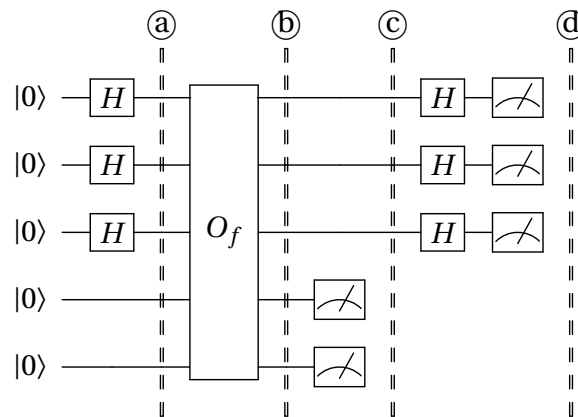 ⓐ ⓑ ⓒ ⓓ
|0⟩ H H
|0⟩ H H
|0⟩ H O_f H
|0⟩
|0⟩